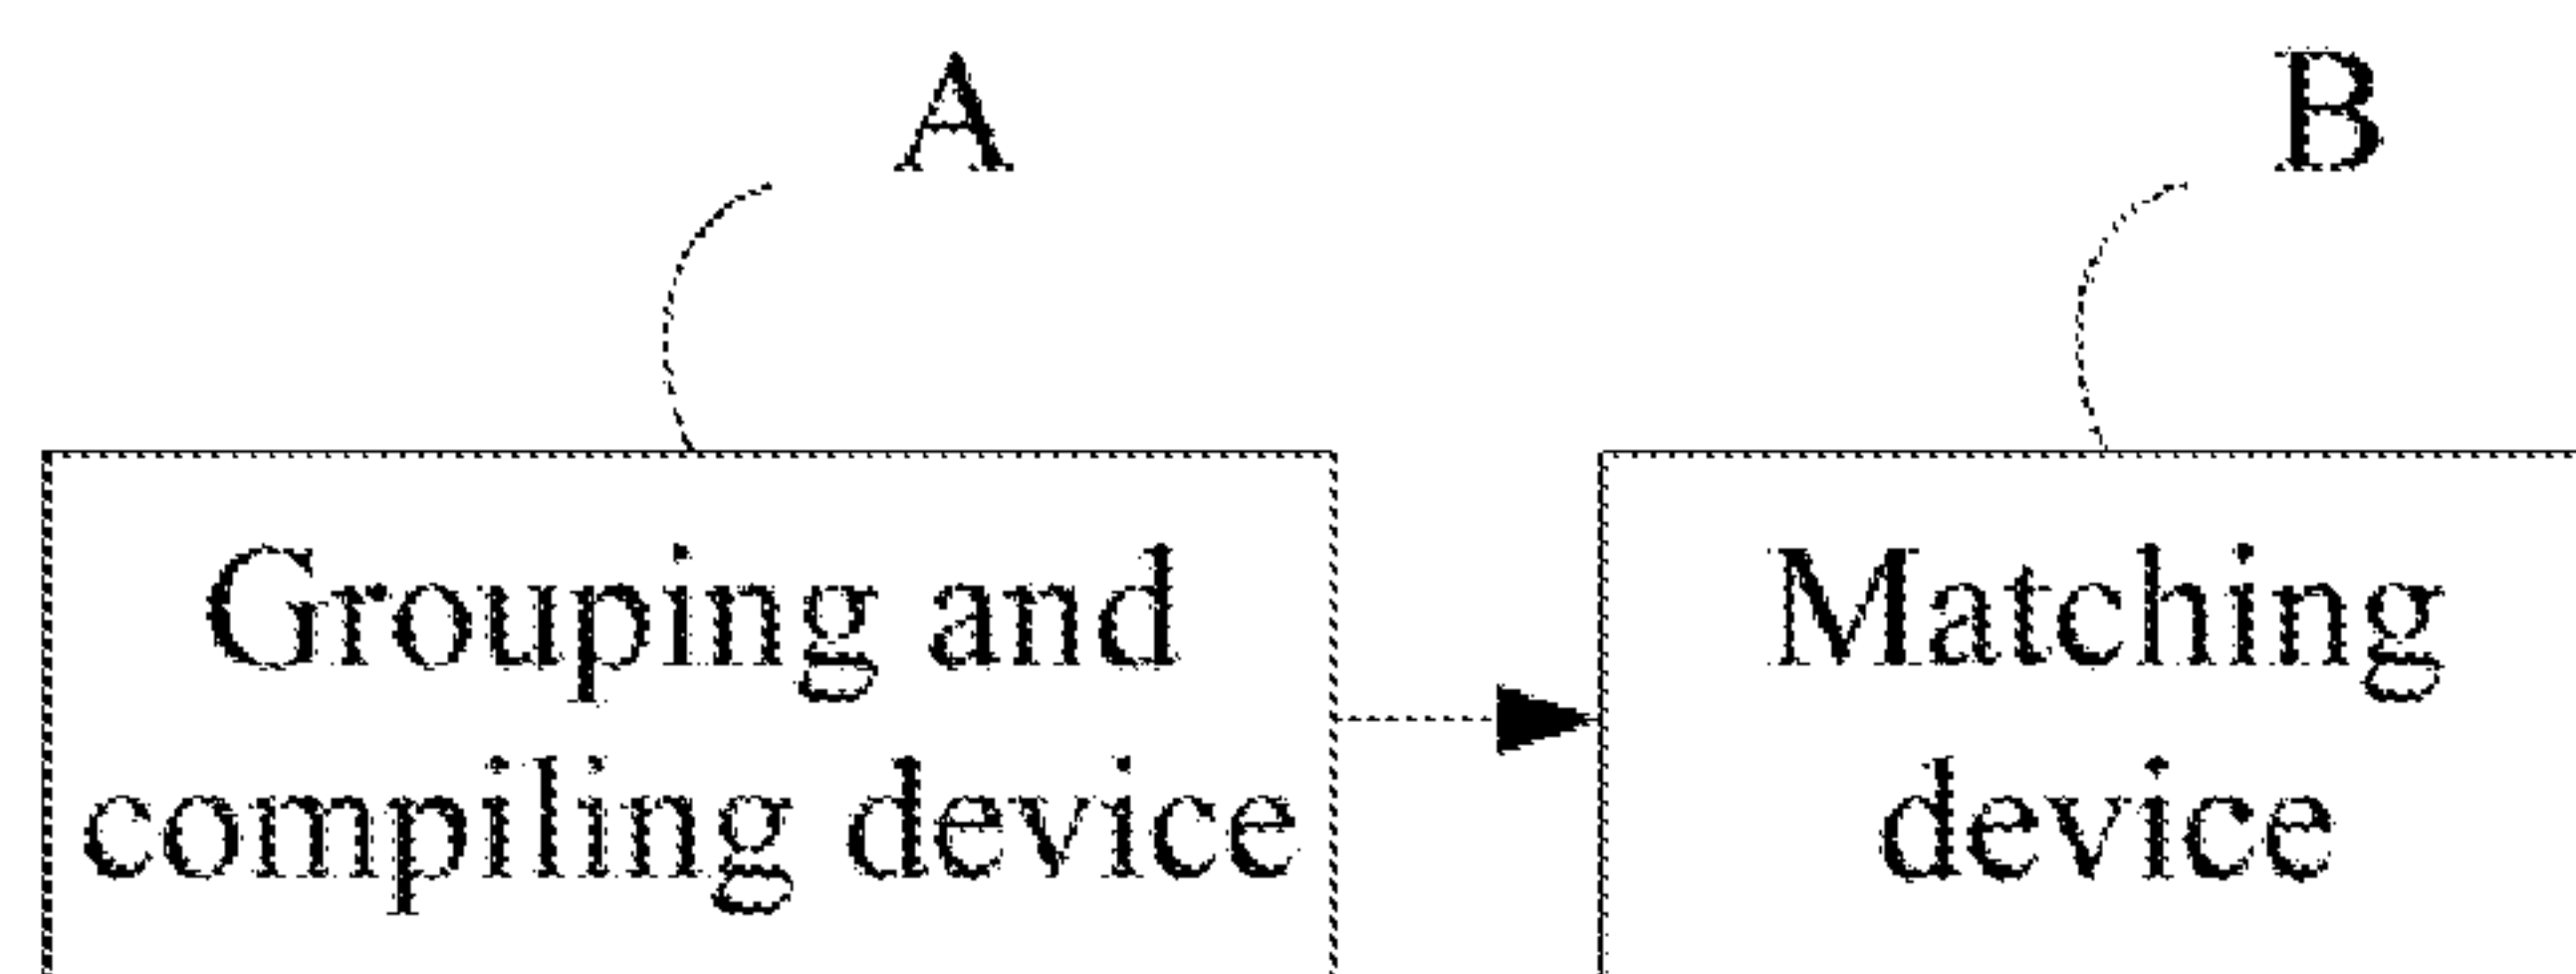 A
B
Grouping and
compiling device
Matching
device